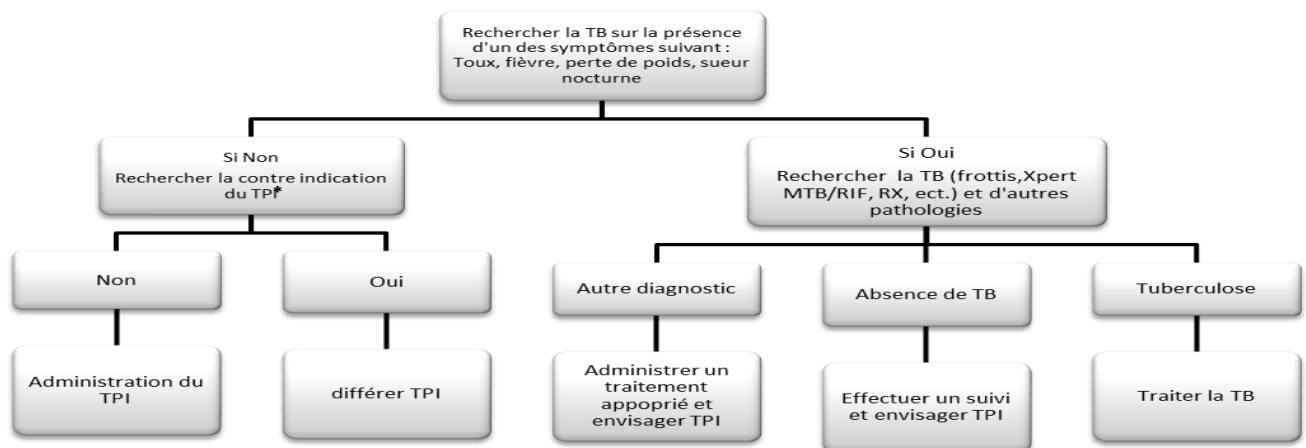 Rechercher la TB sur la présence
d'un des symptômes suivant :
Toux, fièvre, perte de poids, sueur
nocturne
Si Non
Rechercher la contre indication
du TPI*
Si Oui
Rechercher la TB (frottis,Xpert
MTB/RIF, RX, ect.) et d'autres
pathologies
Non
Oui
Autre diagnostic
Absence de TB
Tuberculose
Administration du
TPI
différer TPI
Administrer un
traitement
appoprié et
envisager TPI
Effectuer un suivi
et envisager TPI
Traiter la TB